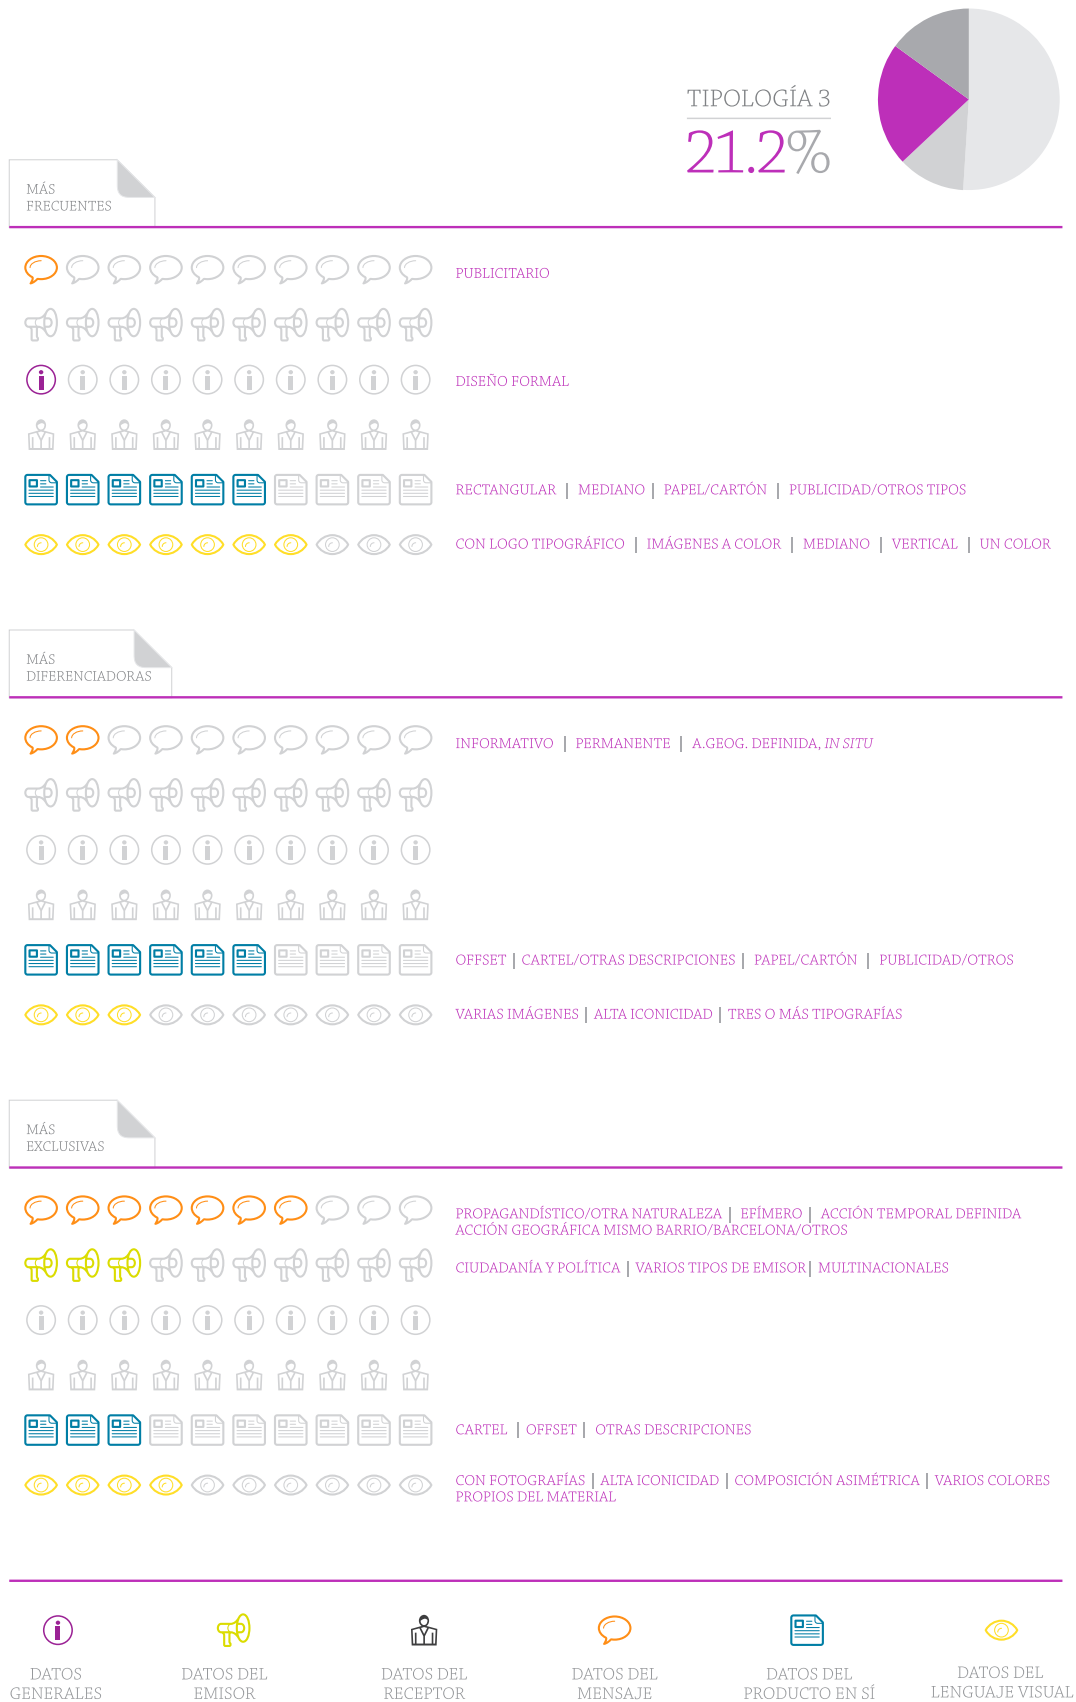 TIPOLOGÍA 3
21.2%
MÁS
FRECUENTES
PUBLICITARIO
DISEÑO FORMAL
RECTANGULAR | MEDIANO | PAPEL/CARTÓN | PUBLICIDAD/OTROS TIPOS
CON LOGO TIPOGRÁFICO | IMÁGENES A COLOR | MEDIANO | VERTICAL | UN COLOR
MÁS
DIFERENCIADORAS
INFORMATIVO | PERMANENTE | A.GEOG. DEFINIDA, IN SITU
OFFSET | CARTEL/OTRAS DESCRIPCIONES | PAPEL/CARTÓN | PUBLICIDAD/OTROS
VARIAS IMÁGENES | ALTA ICONICIDAD | TRES O MÁS TIPOGRAFÍAS
MÁS
EXCLUSIVAS
PROPAGANDÍSTICO/OTRA NATURALEZA | EFÍMERO | ACCIÓN TEMPORAL DEFINIDA
ACCIÓN GEOGRÁFICA MISMO BARRIO/BARCELONA/OTROS
CIUDADANÍA Y POLÍTICA | VARIOS TIPOS DE EMISOR | MULTINACIONALES
CARTEL | OFFSET | OTRAS DESCRIPCIONES
CON FOTOGRAFÍAS | ALTA ICONICIDAD | COMPOSICIÓN ASIMÉTRICA | VARIOS COLORES
PROPIOS DEL MATERIAL
DATOS
GENERALES
DATOS DEL
EMISOR
DATOS DEL
RECEPTOR
DATOS DEL
MENSAJE
DATOS DEL
PRODUCTO EN SÍ
DATOS DEL
LENGUAJE VISUAL